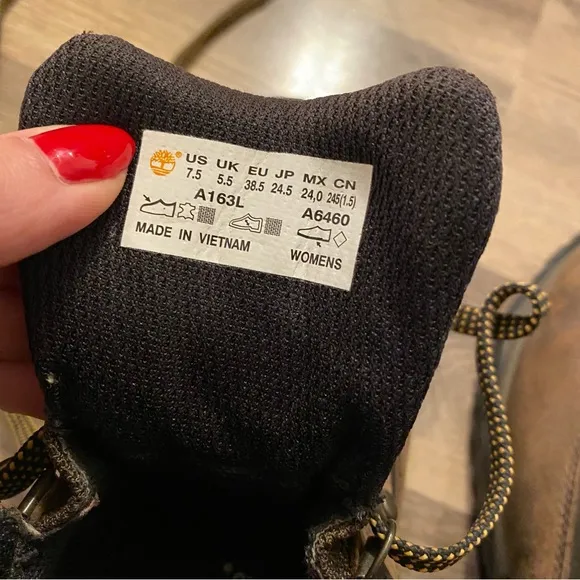 ® US UK EU JP MX CN
7.5 5.5 38.5 24.5 24,0 245(1.5)
A163L A6460
MADE IN VIETNAM WOMENS